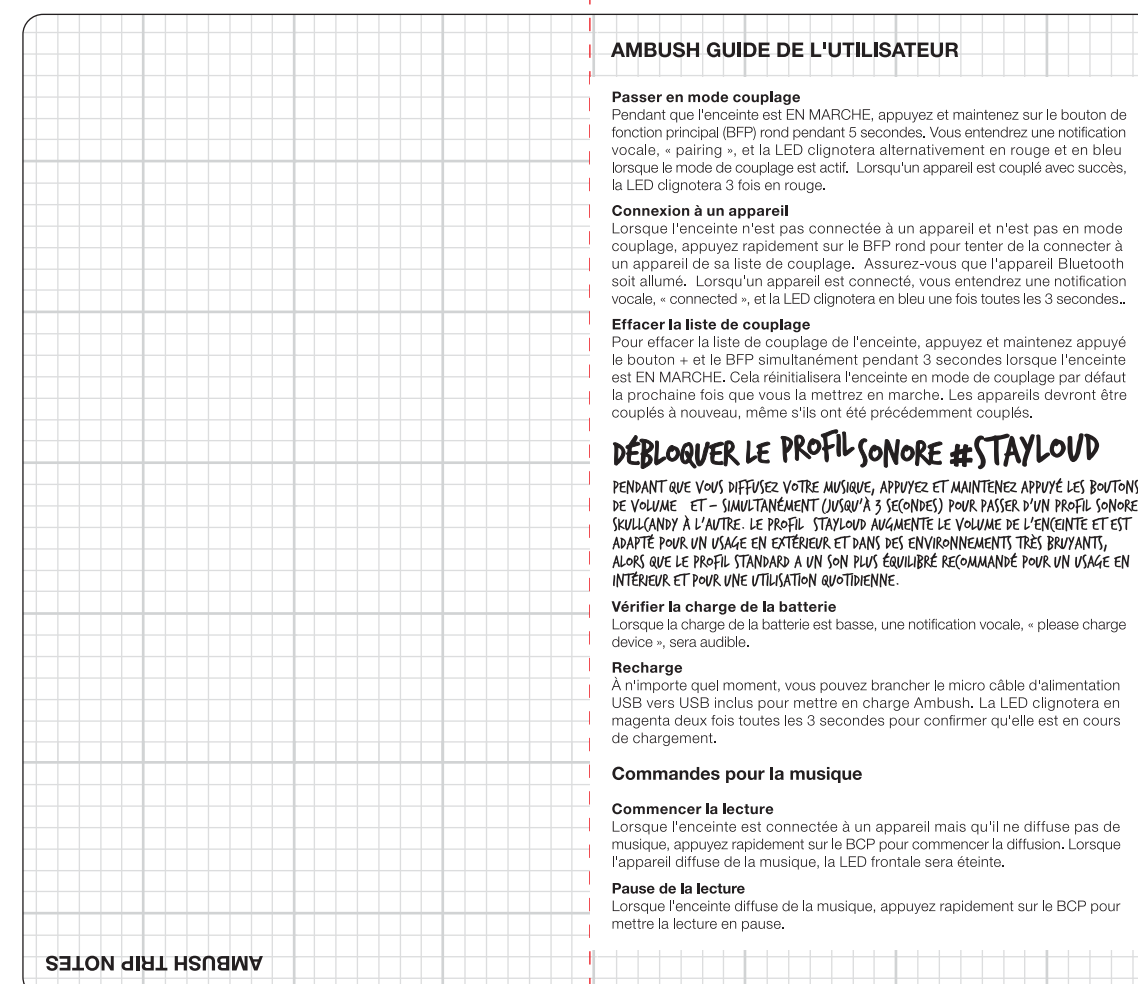 AMBUSH GUIDE DE L'UTILISATEUR
Passer en mode couplage
Pendant que l'enceinte est EN MARCHE, appuyez et maintenez sur le bouton de
fonction principal (BFP) rond pendant 5 secondes. Vous entendrez une notification
vocale, « pairing », et la LED clignotera alternativement en rouge et en bleu
lorsque le mode de couplage est actif. Lorsqu'un appareil est couplé avec succès,
la LED clignotera 3 fois en rouge.
Connexion à un appareil
Lorsque l'enceinte n'est pas connectée à un appareil et n'est pas en mode
couplage, appuyez rapidement sur le BFP rond pour tenter de la connecter à
un appareil de sa liste de couplage. Assurez-vous que l'appareil Bluetooth
soit allumé. Lorsqu'un appareil est connecté, vous entendrez une notification
vocale, « connected », et la LED clignotera en bleu une fois toutes les 3 secondes..
Effacer la liste de couplage
Pour effacer la liste de couplage de l'enceinte, appuyez et maintenez appuyé
le bouton + et le BFP simultanément pendant 3 secondes lorsque l'enceinte
est EN MARCHE. Cela réinitialisera l'enceinte en mode de couplage par défaut
la prochaine fois que vous la mettrez en marche. Les appareils devront être
couplés à nouveau, même s'ils ont été précédemment couplés.
DÉBLOQUER LE PROFIL SONORE #STAYLOUD
PENDANT QUE VOUS DIFFUSEZ VOTRE MUSIQUE, APPUYEZ ET MAINTENEZ APPUYÉ LES BOUTONS
DE VOLUME ET – SIMULTANÉMENT (JUSQU'À 3 SECONDES) POUR PASSER D'UN PROFIL SONORE
SKULLCANDY À L'AUTRE. LE PROFIL STAYLOUD AUGMENTE LE VOLUME DE L'ENCEINTE ET EST
ADAPTÉ POUR UN USAGE EN EXTÉRIEUR ET DANS DES ENVIRONNEMENTS TRÈS BRUYANTS,
ALORS QUE LE PROFIL STANDARD A UN SON PLUS ÉQUILIBRÉ RECOMMANDÉ POUR UN USAGE EN
INTÉRIEUR ET POUR UNE UTILISATION QUOTIDIENNE.
Vérifier la charge de la batterie
Lorsque la charge de la batterie est basse, une notification vocale, « please charge
device », sera audible.
Recharge
À n'importe quel moment, vous pouvez brancher le micro câble d'alimentation
USB vers USB inclus pour mettre en charge Ambush. La LED clignotera en
magenta deux fois toutes les 3 secondes pour confirmer qu'elle est en cours
de chargement.
Commandes pour la musique
Commencer la lecture
Lorsque l'enceinte est connectée à un appareil mais qu'il ne diffuse pas de
musique, appuyez rapidement sur le BCP pour commencer la diffusion. Lorsque
l'appareil diffuse de la musique, la LED frontale sera éteinte.
Pause de la lecture
Lorsque l'enceinte diffuse de la musique, appuyez rapidement sur le BCP pour
mettre la lecture en pause.
AMBUSH TRIP NOTES